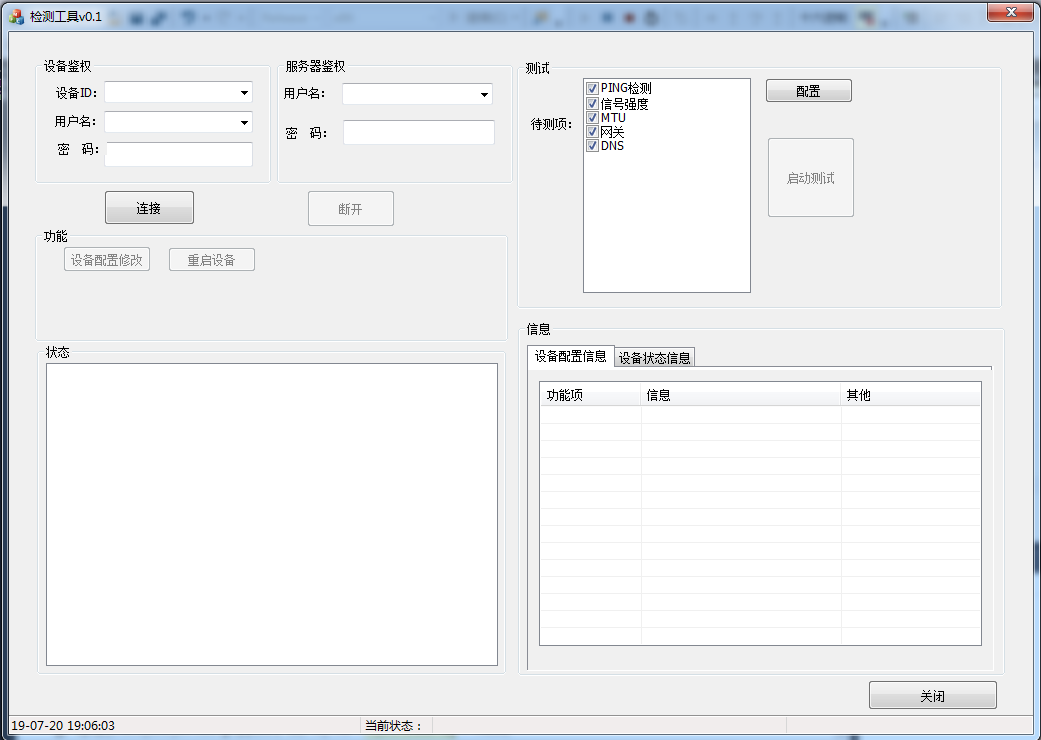 检测工具v0.1
设备鉴权
设备ID:
用户名:
密 码:
服务器鉴权
用户名:
密 码:
连接
断开
功能
设备配置修改
重启设备
状态
测试
待测项:
PING检测
信号强度
MTU
网关
DNS
配置
启动测试
信息
设备配置信息
设备状态信息
功能项
信息
其他
关闭
19-07-20 19:06:03
当前状态：